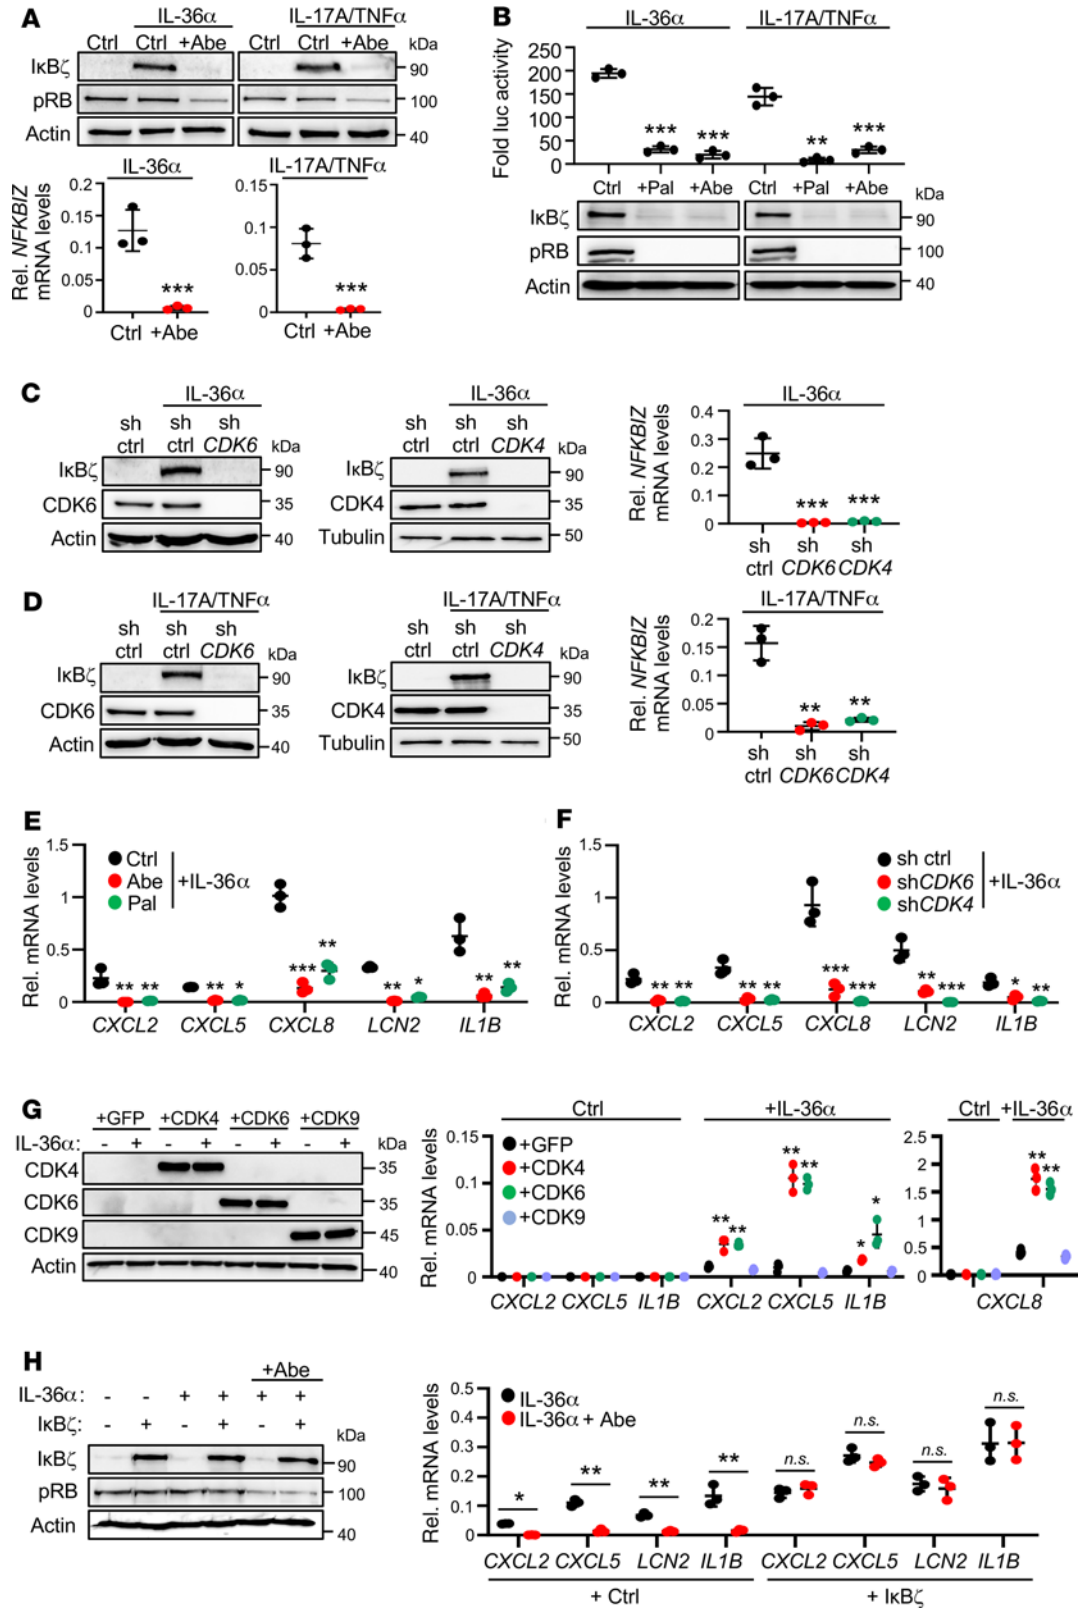 A
IL-36α IL-17A/TNFα
Ctrl Ctrl +Abe Ctrl Ctrl +Abe kDa
IκBζ 90
pRB 100
Actin 40
IL-36α IL-17A/TNFα
Rel. NFKBIZ
mRNA levels
0.2
0.15
0.1
0.05
0
***
Ctrl +Abe
0.15
0.1
0.05
0
***
Ctrl +Abe
B
IL-36α IL-17A/TNFα
Fold luc activity
250
200
150
100
50
0
*** *** ** ***
Ctrl +Pal +Abe Ctrl +Pal +Abe kDa
IκBζ 90
pRB 100
Actin 40
C
IL-36α
sh sh sh
ctrl ctrl CDK6 kDa
IκBζ 90
CDK6 35
Actin 40
IL-36α
sh sh sh
ctrl ctrl CDK4 kDa
IκBζ 90
CDK4 35
Tubulin 50
IL-36α
Rel. NFKBIZ
mRNA levels
0.4
0.3
0.2
0.1
0
*** ***
sh sh sh
ctrl CDK6 CDK4
D
IL-17A/TNFα
sh sh sh
ctrl ctrl CDK6 kDa
IκBζ 90
CDK6 35
Actin 40
IL-17A/TNFα
sh sh sh
ctrl ctrl CDK4 kDa
IκBζ 90
CDK4 35
Tubulin 50
IL-17A/TNFα
Rel. NFKBIZ
mRNA levels
0.2
0.15
0.1
0.05
0
** **
sh sh sh
ctrl CDK6 CDK4
E
Rel. mRNA levels
1.5
1
0.5
0
Ctrl
Abe
Pal
+IL-36α
** ** ** * *** ** ** * ** **
CXCL2 CXCL5 CXCL8 LCN2 IL1B
F
Rel. mRNA levels
1.5
1
0.5
0
sh ctrl
shCDK6
shCDK4
+IL-36α
** ** ** ** *** *** ** *** * **
CXCL2 CXCL5 CXCL8 LCN2 IL1B
G
+GFP +CDK4 +CDK6 +CDK9
IL-36α: - + - + - + - + kDa
CDK4 35
CDK6 35
CDK9 45
Actin 40
Ctrl +IL-36α
Rel. mRNA levels
0.15
0.1
0.05
0
+GFP
+CDK4
+CDK6
+CDK9
** ** ** ** * *
CXCL2 CXCL5 IL1B CXCL2 CXCL5 IL1B
Ctrl +IL-36α
2.5
2
1.5
1
0.5
0
** **
CXCL8
H
+Abe
IL-36α: - - + + + +
IκBζ: - + - + - +
kDa
IκBζ 90
pRB 100
Actin 40
Rel. mRNA levels
0.5
0.4
0.3
0.2
0.1
0
IL-36α
IL-36α + Abe
* ** ** ** n.s. n.s. n.s. n.s.
CXCL2 CXCL5 LCN2 IL1B CXCL2 CXCL5 LCN2 IL1B
+ Ctrl + IκBζ